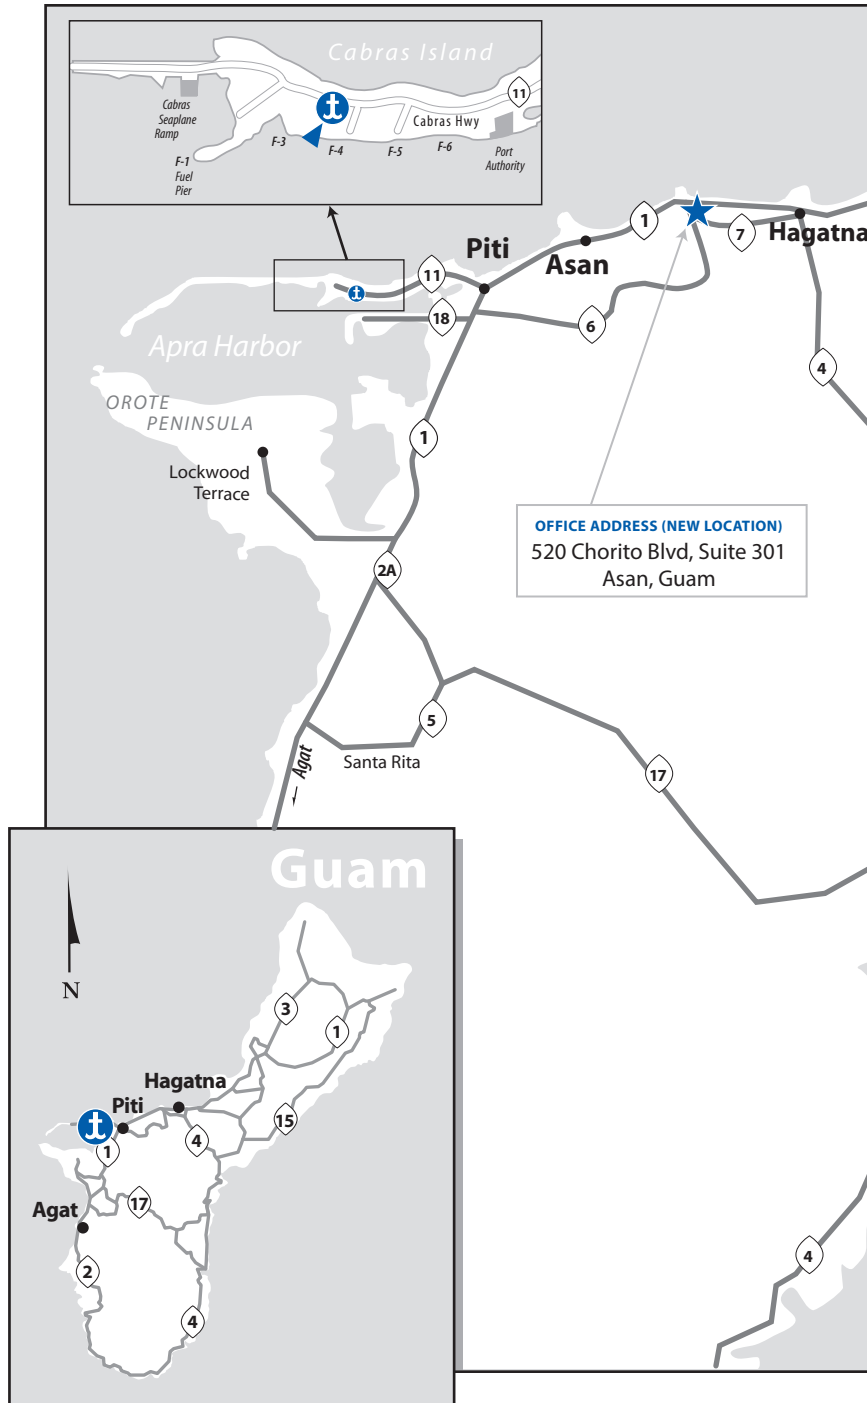 Cabras Island
11
Cabras
Seaplane
Ramp
Cabras Hwy
F-3
F-4
F-5
F-6
F-1
Fuel
Pier
Port
Authority
1
7
Hagatna
Piti
Asan
11
18
6
Apra Harbor
4
OROTE
PENINSULA
1
Lockwood
Terrace
OFFICE ADDRESS (NEW LOCATION)
520 Chorito Blvd, Suite 301
Asan, Guam
2A
5
Santa Rita
← Agat
17
Guam
N
3
1
Hagatna
Piti
15
4
1
17
Agat
2
4
4